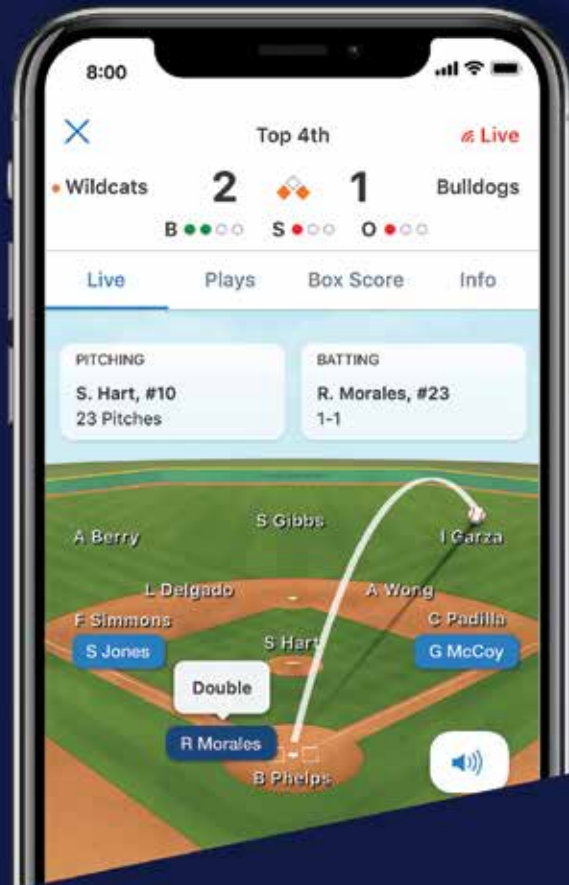 8:00
Top 4th
Live
Wildcats 2 1 Bulldogs
B S O
Live Plays Box Score Info
PITCHING
S. Hart, #10
23 Pitches
BATTING
R. Morales, #23
1-1
S Gibbs
A Berry
I Garza
L Delgado
A Wong
F Simmons
C Padilla
S Jones
S Hart
G McCoy
Double
R Morales
B Phelps